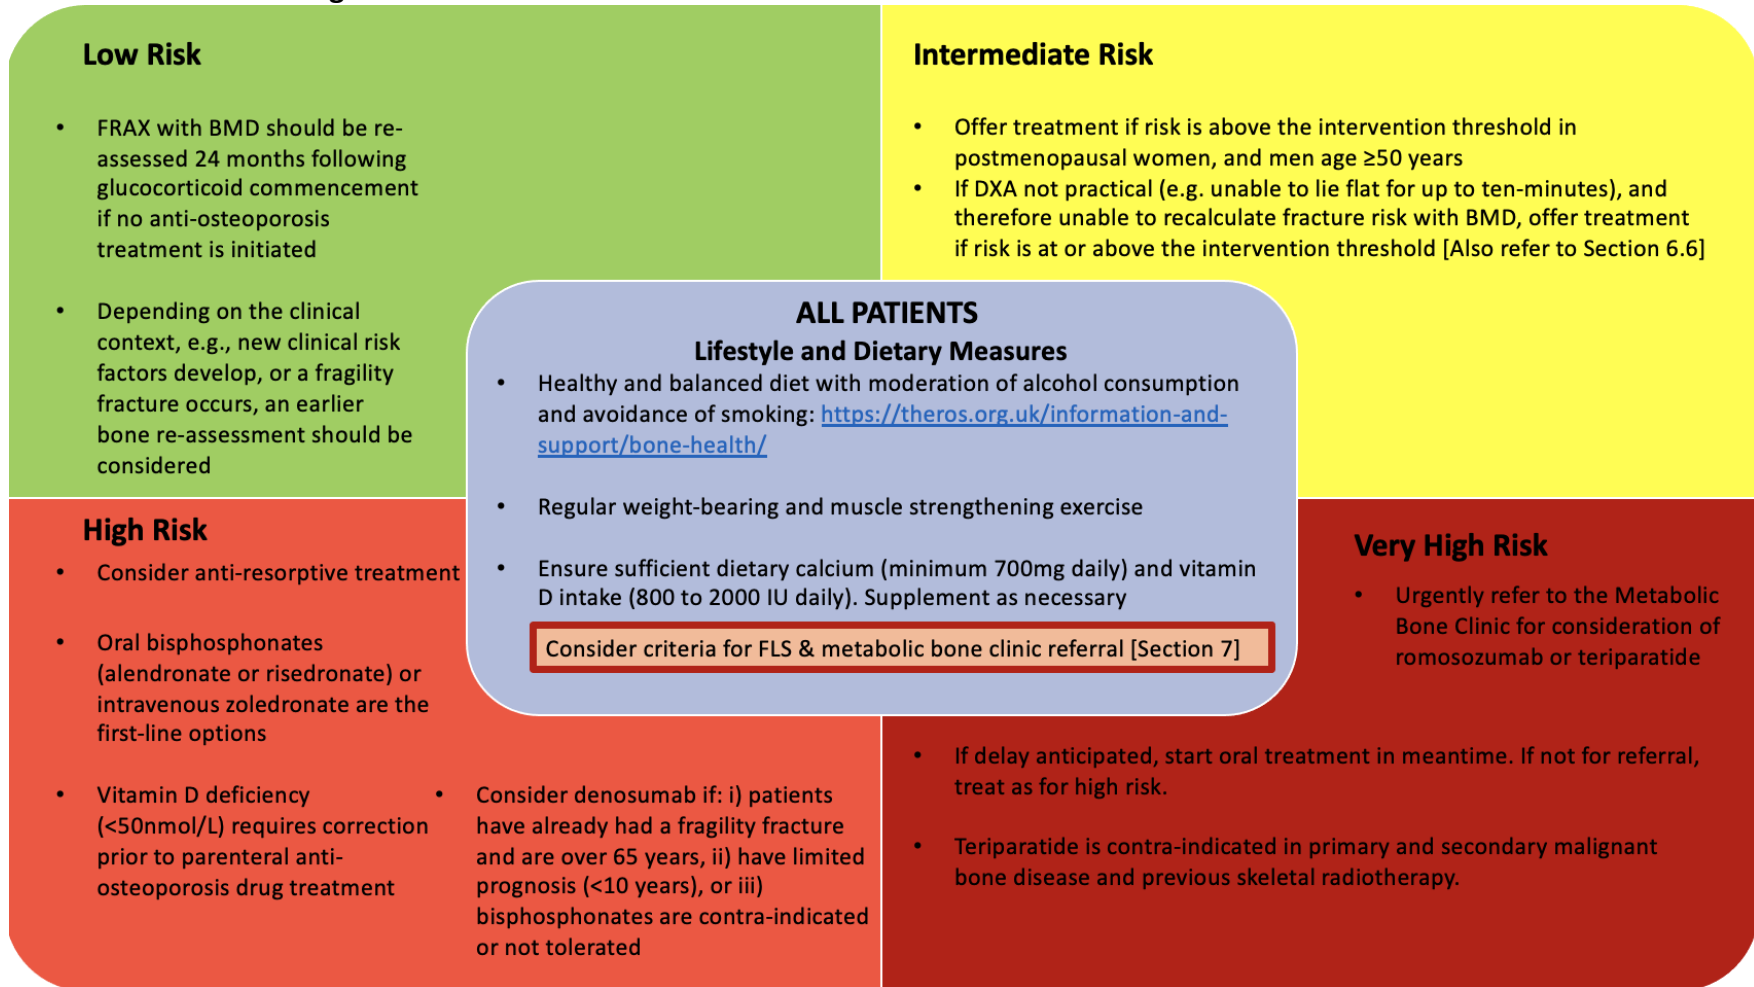 Low Risk
• FRAX with BMD should be re-
assessed 24 months following
glucocorticoid commencement
if no anti-osteoporosis
treatment is initiated
• Depending on the clinical
context, e.g., new clinical risk
factors develop, or a fragility
fracture occurs, an earlier
bone re-assessment should be
considered
Intermediate Risk
• Offer treatment if risk is above the intervention threshold in
postmenopausal women, and men age ≥50 years
• If DXA not practical (e.g. unable to lie flat for up to ten-minutes), and
therefore unable to recalculate fracture risk with BMD, offer treatment
if risk is at or above the intervention threshold [Also refer to Section 6.6]
ALL PATIENTS
Lifestyle and Dietary Measures
• Healthy and balanced diet with moderation of alcohol consumption
and avoidance of smoking: https://theros.org.uk/information-and-
support/bone-health/
• Regular weight-bearing and muscle strengthening exercise
• Ensure sufficient dietary calcium (minimum 700mg daily) and vitamin
D intake (800 to 2000 IU daily). Supplement as necessary
Consider criteria for FLS & metabolic bone clinic referral [Section 7]
High Risk
• Consider anti-resorptive treatment
• Oral bisphosphonates
(alendronate or risedronate) or
intravenous zoledronate are the
first-line options
• Vitamin D deficiency
(<50nmol/L) requires correction
prior to parenteral anti-
osteoporosis drug treatment
• Consider denosumab if: i) patients
have already had a fragility fracture
and are over 65 years, ii) have limited
prognosis (<10 years), or iii)
bisphosphonates are contra-indicated
or not tolerated
Very High Risk
• Urgently refer to the Metabolic
Bone Clinic for consideration of
romosozumab or teriparatide
• If delay anticipated, start oral treatment in meantime. If not for referral,
treat as for high risk.
• Teriparatide is contra-indicated in primary and secondary malignant
bone disease and previous skeletal radiotherapy.